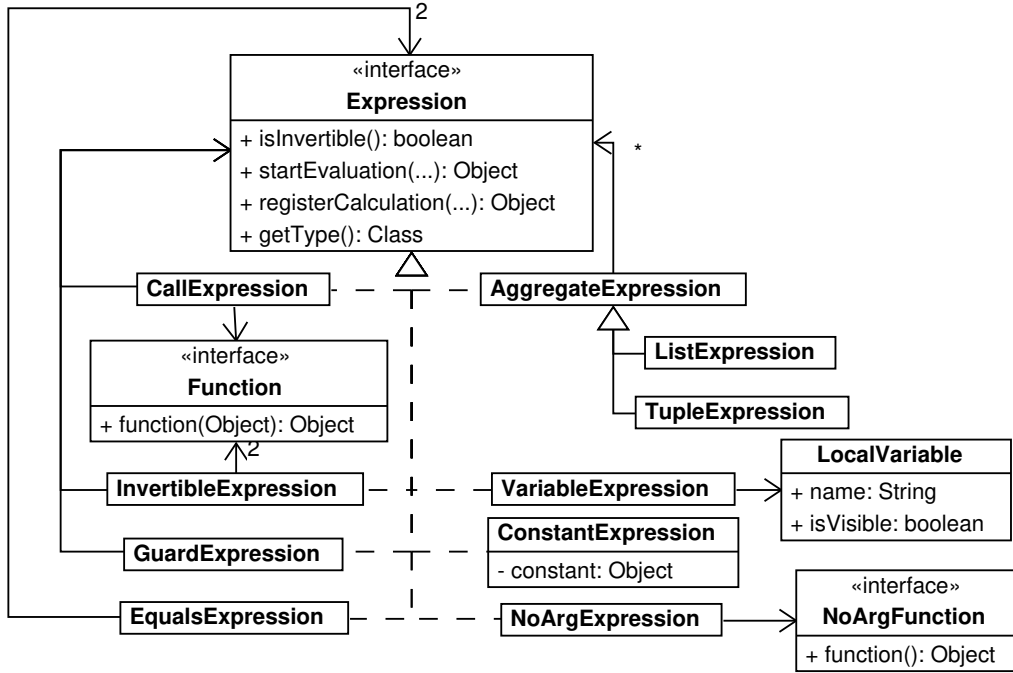 2
«interface»
Expression
+ isInvertible(): boolean
+ startEvaluation(...): Object
+ registerCalculation(...): Object
+ getType(): Class
*
CallExpression
AggregateExpression
«interface»
Function
+ function(Object): Object
2
ListExpression
TupleExpression
InvertibleExpression
VariableExpression
LocalVariable
+ name: String
+ isVisible: boolean
GuardExpression
ConstantExpression
- constant: Object
EqualsExpression
NoArgExpression
«interface»
NoArgFunction
+ function(): Object